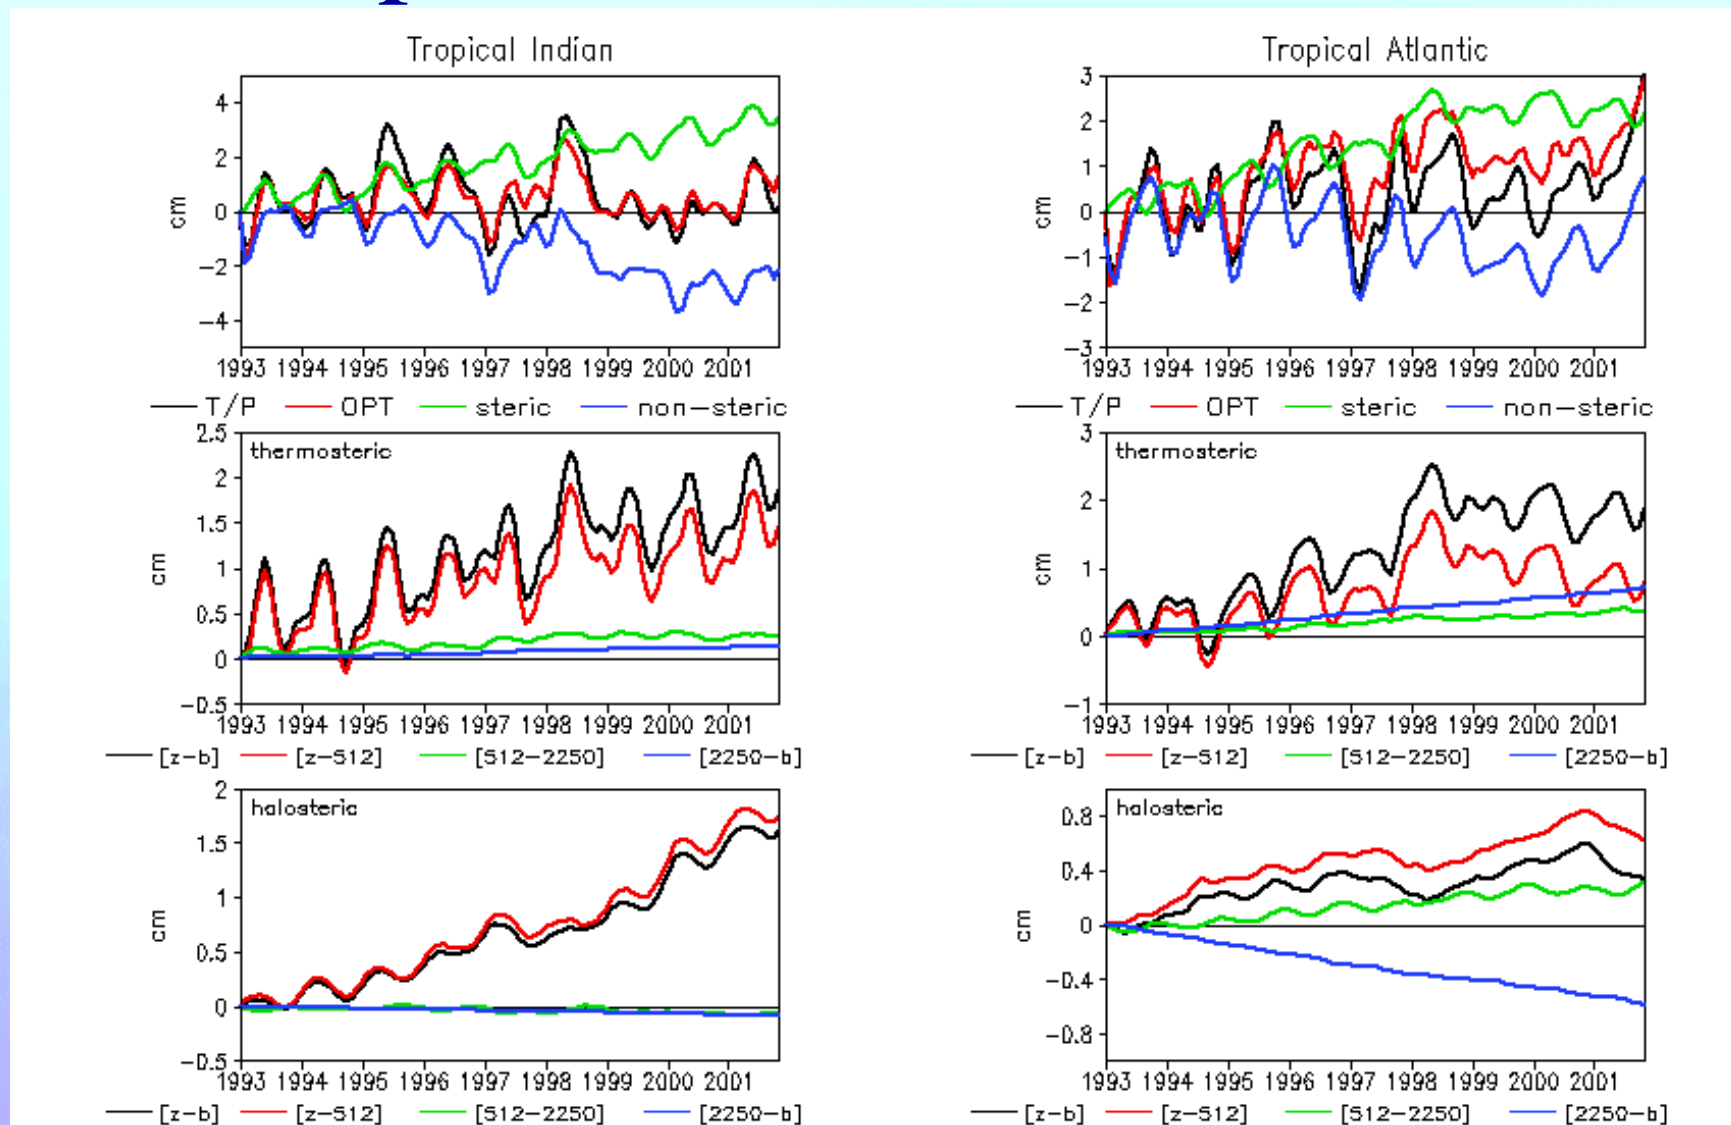 Tropical Indian
4
2
0
−2
−4
cm
1993 1994 1995 1996 1997 1998 1999 2000 2001
T/P OPT steric non−steric
Tropical Atlantic
3
2
1
0
−1
−2
−3
cm
1993 1994 1995 1996 1997 1998 1999 2000 2001
T/P OPT steric non−steric
thermosteric
2.5
2
1.5
1
0.5
0
−0.5
cm
1993 1994 1995 1996 1997 1998 1999 2000 2001
[z−b] [z−512] [512−2250] [2250−b]
thermosteric
3
2
1
0
−1
cm
1993 1994 1995 1996 1997 1998 1999 2000 2001
[z−b] [z−512] [512−2250] [2250−b]
halosteric
2
1.5
1
0.5
0
−0.5
cm
1993 1994 1995 1996 1997 1998 1999 2000 2001
[z−b] [z−512] [512−2250] [2250−b]
halosteric
0.8
0.4
0
−0.4
−0.8
cm
1993 1994 1995 1996 1997 1998 1999 2000 2001
[z−b] [z−512] [512−2250] [2250−b]